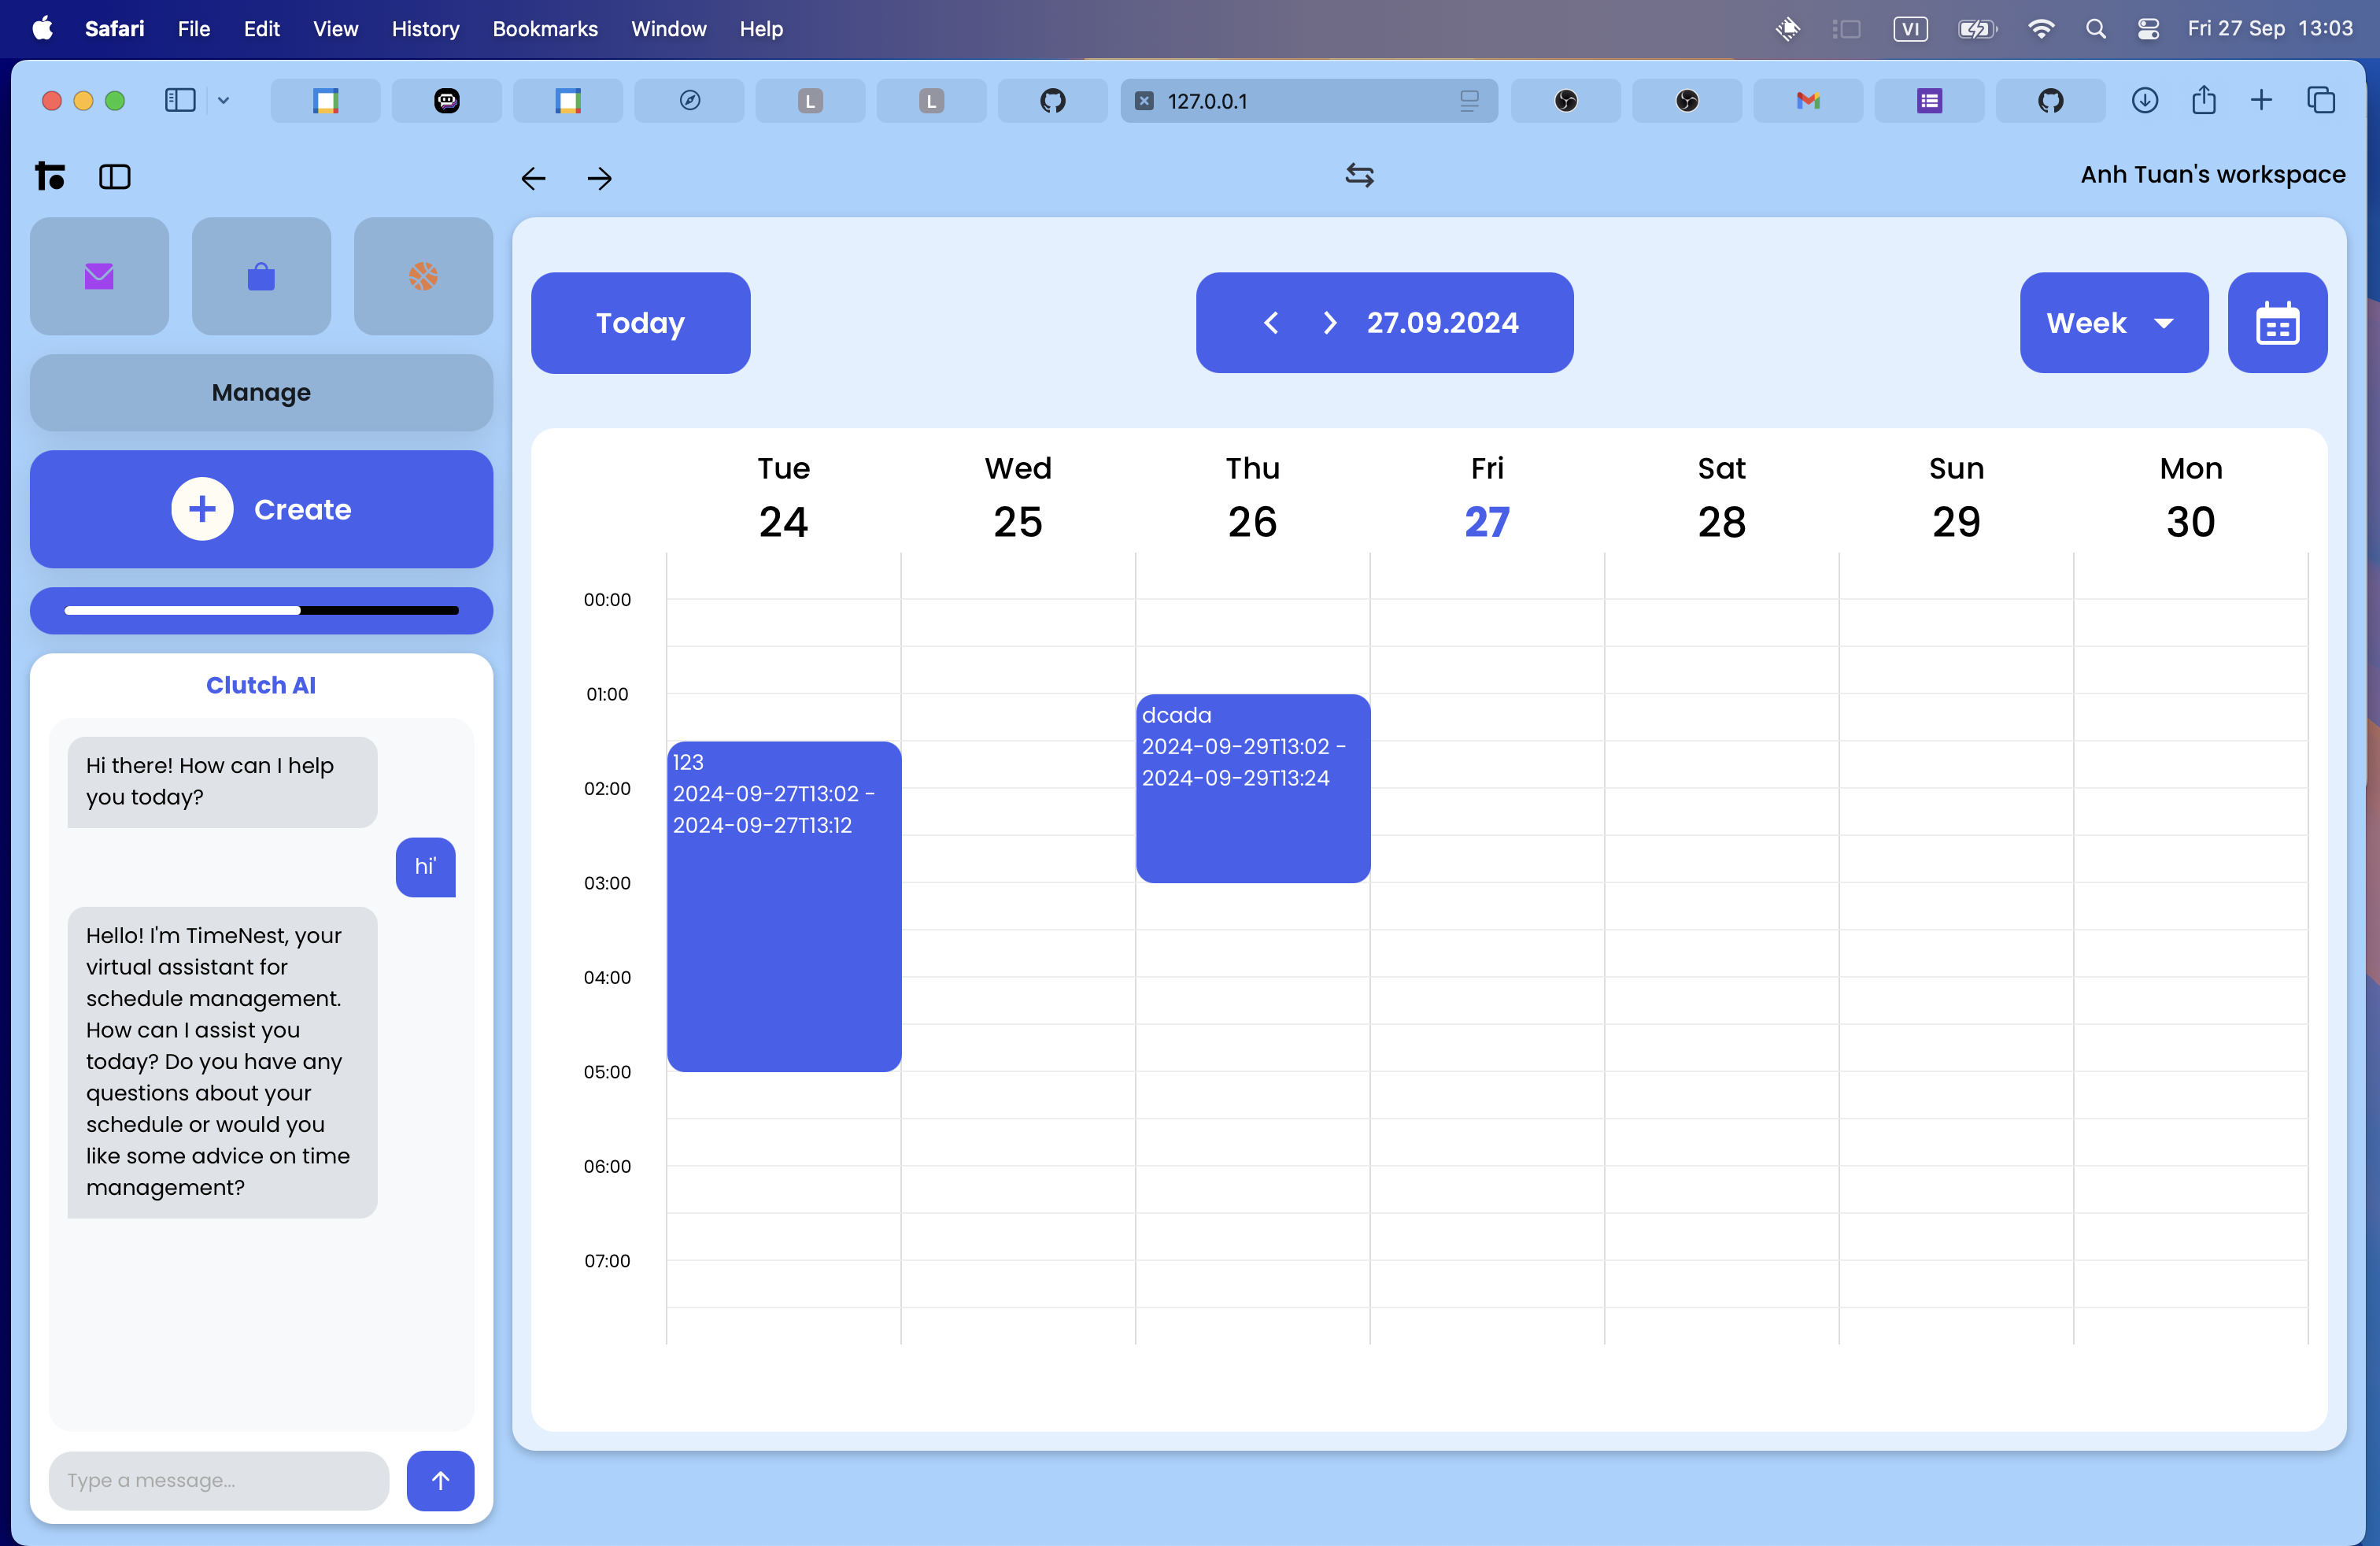 Safari File Edit View History Bookmarks Window Help VI Fri 27 Sep 13:03
L L 127.0.0.1
Anh Tuan's workspace
Manage
Create
Clutch AI
Hi there! How can I help
you today?
hi'
Hello! I'm TimeNest, your
virtual assistant for
schedule management.
How can I assist you
today? Do you have any
questions about your
schedule or would you
like some advice on time
management?
Type a message...
Today
27.09.2024
Week
Tue Wed Thu Fri Sat Sun Mon
24 25 26 27 28 29 30
00:00
01:00
02:00
03:00
04:00
05:00
06:00
07:00
123
2024-09-27T13:02 -
2024-09-27T13:12
dcada
2024-09-29T13:02 -
2024-09-29T13:24